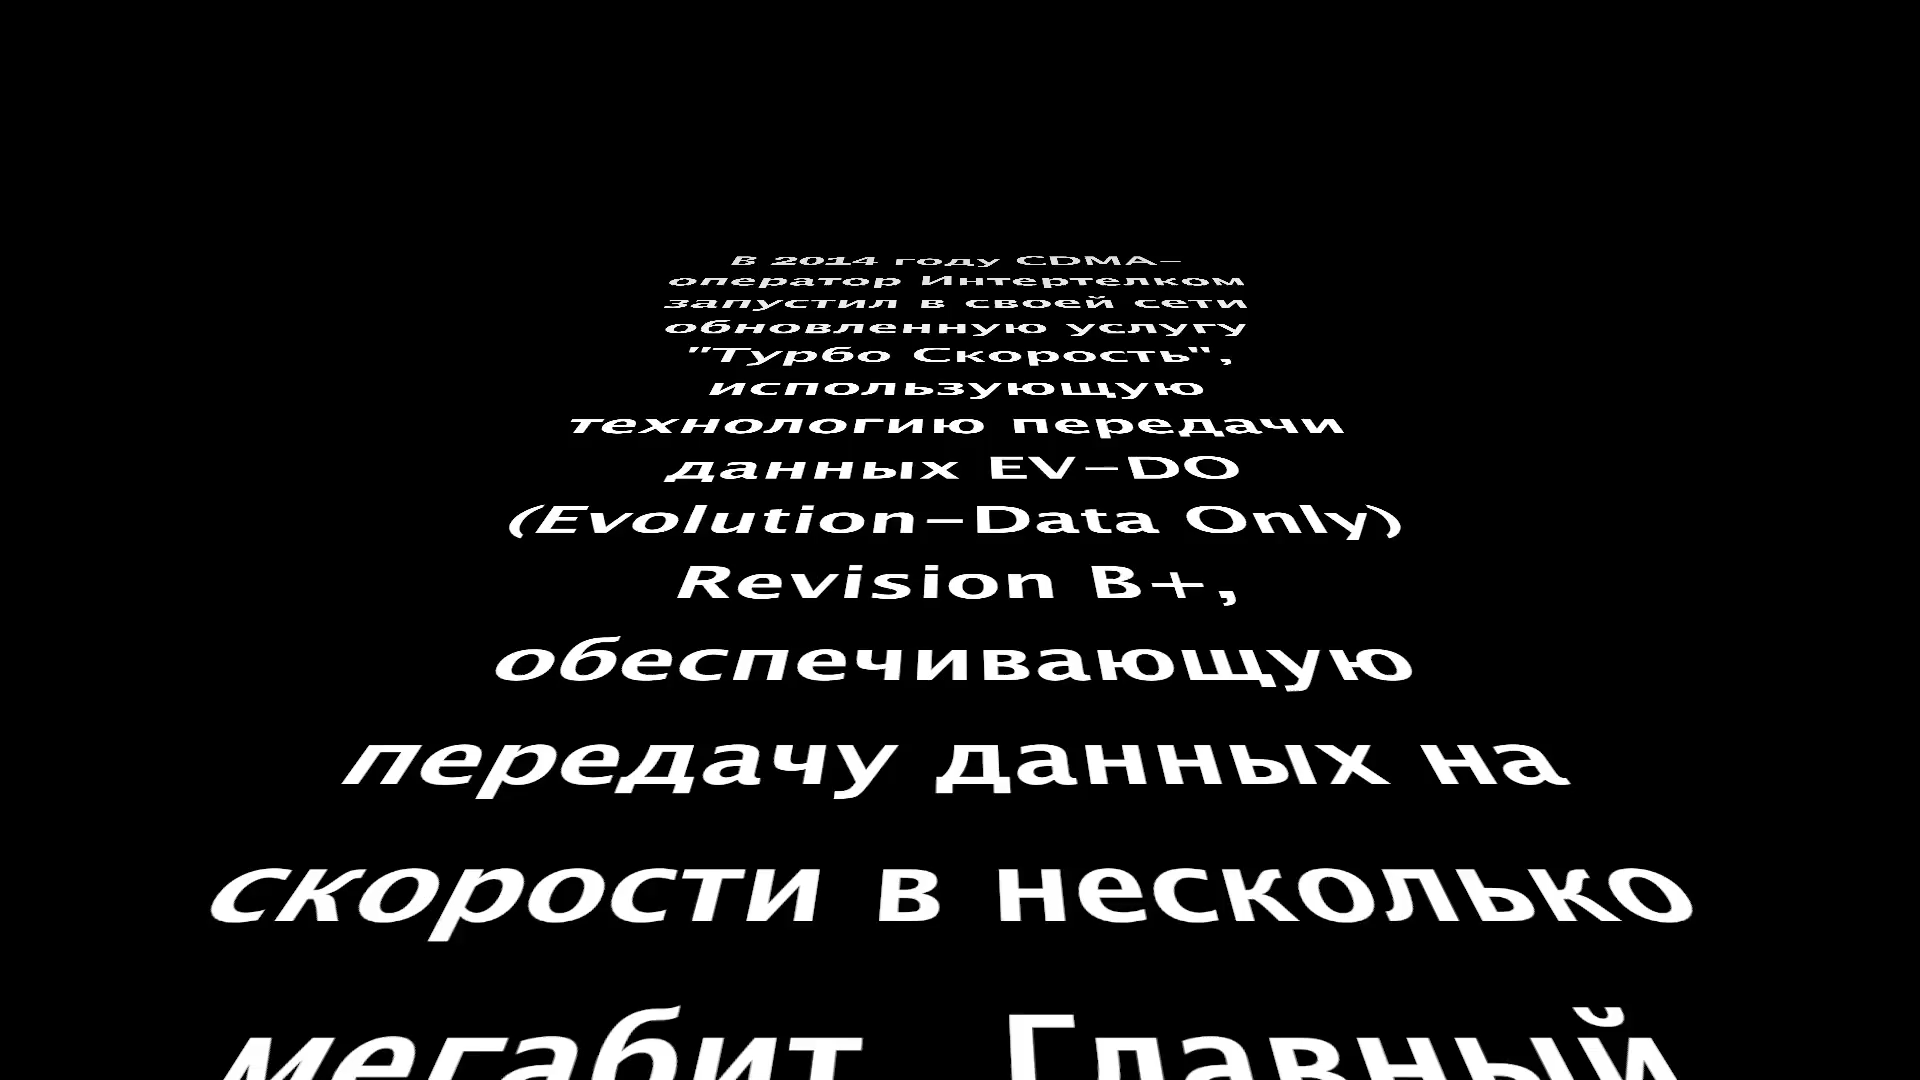 В 2014 году CDMA-
оператор Интертелком
запустил в своей сети
обновленную услугу
"Турбо Скорость",
использующую
технологию передачи
данных EV-DO
(Evolution-Data Only)
Revision B+,
обеспечивающую
передачу данных на
скорости в несколько
мегабит. Главный